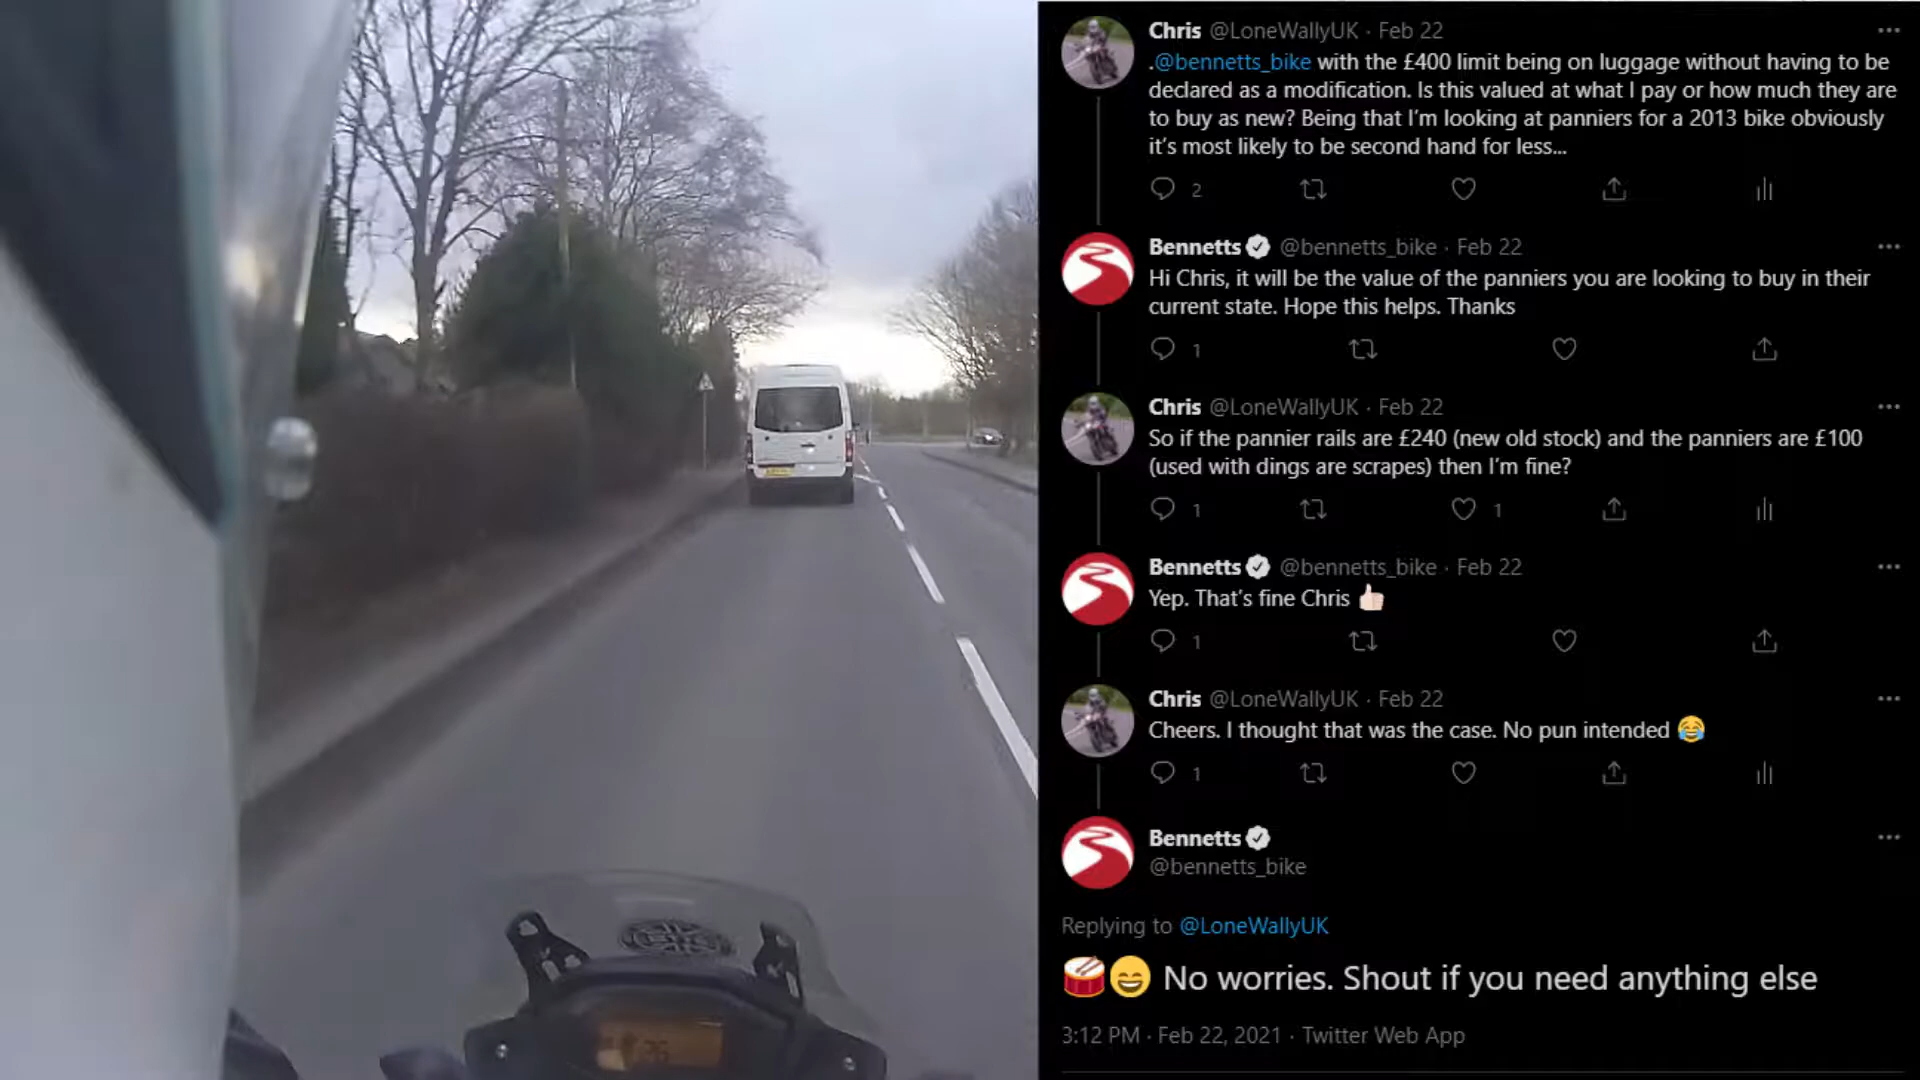 Chris @LoneWallyUK · Feb 22
.@bennetts_bike with the £400 limit being on luggage without having to be
declared as a modification. Is this valued at what I pay or how much they are
to buy as new? Being that I'm looking at panniers for a 2013 bike obviously
it's most likely to be second hand for less...
2
Bennetts @bennetts_bike · Feb 22
Hi Chris, it will be the value of the panniers you are looking to buy in their
current state. Hope this helps. Thanks
1
Chris @LoneWallyUK · Feb 22
So if the pannier rails are £240 (new old stock) and the panniers are £100
(used with dings are scrapes) then I'm fine?
1 1
Bennetts @bennetts_bike · Feb 22
Yep. That's fine Chris 👍🏻
1
Chris @LoneWallyUK · Feb 22
Cheers. I thought that was the case. No pun intended 😂
1
Bennetts
@bennetts_bike
Replying to @LoneWallyUK
🥁😄 No worries. Shout if you need anything else
3:12 PM · Feb 22, 2021 · Twitter Web App